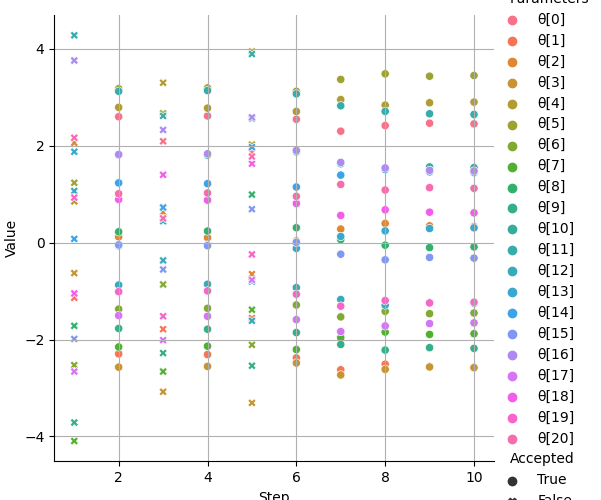 Parameters
θ[0]
θ[1]
θ[2]
θ[3]
θ[4]
θ[5]
θ[6]
θ[7]
θ[8]
θ[9]
θ[10]
θ[11]
θ[12]
θ[13]
θ[14]
θ[15]
θ[16]
θ[17]
θ[18]
θ[19]
θ[20]
Accepted
True
False
Value
4
2
0
−2
−4
2
4
6
8
10
Step